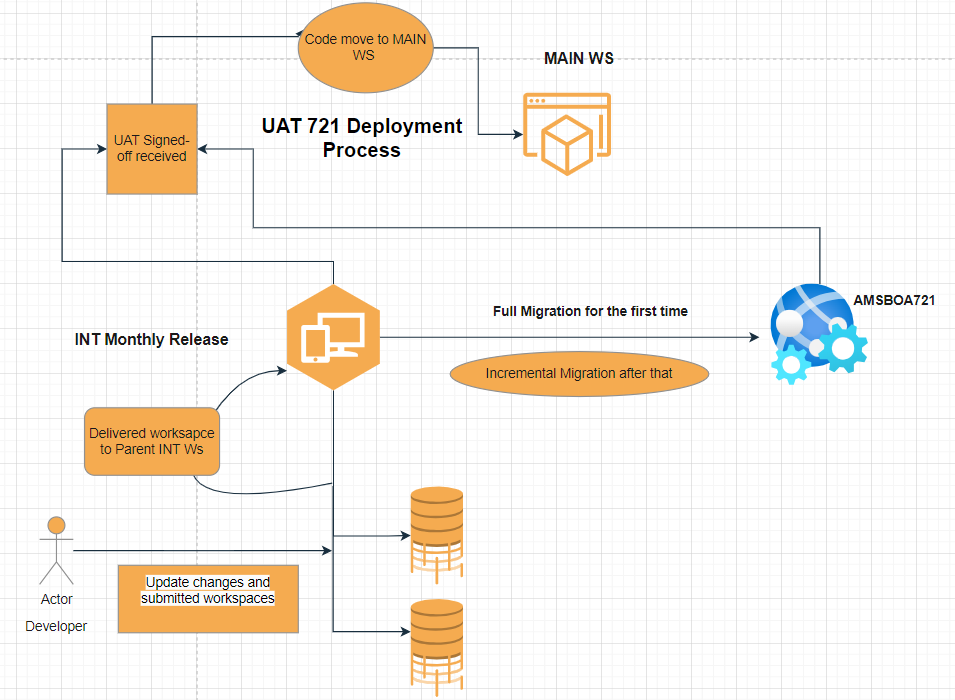 Code move to MAIN
WS
MAIN WS
UAT 721 Deployment
Process
UAT Signed-
off received
AMSBOA721
Full Migration for the first time
INT Monthly Release
Incremental Migration after that
Delivered worksapce
to Parent INT Ws
Update changes and
submitted workspaces
Actor
Developer